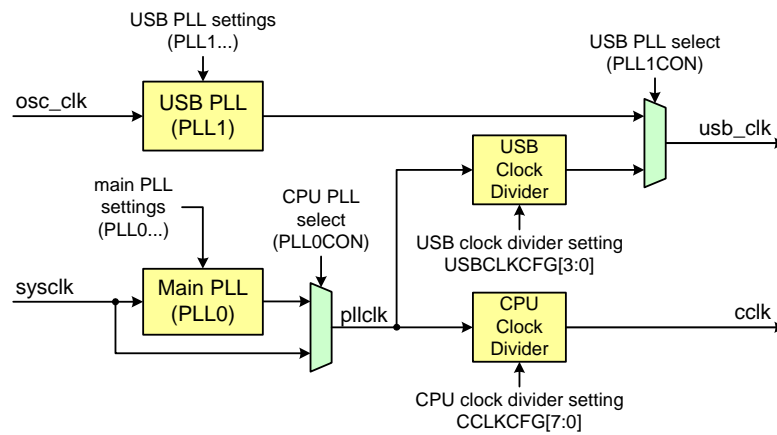 USB PLL settings
(PLL1...)
USB PLL select
(PLL1CON)
osc_clk
USB PLL
(PLL1)
usb_clk
USB
Clock
Divider
main PLL
settings
(PLL0...)
CPU PLL
select
(PLL0CON)
USB clock divider setting
USBCLKCFG[3:0]
sysclk
Main PLL
(PLL0)
pllclk
CPU
Clock
Divider
cclk
CPU clock divider setting
CCLKCFG[7:0]